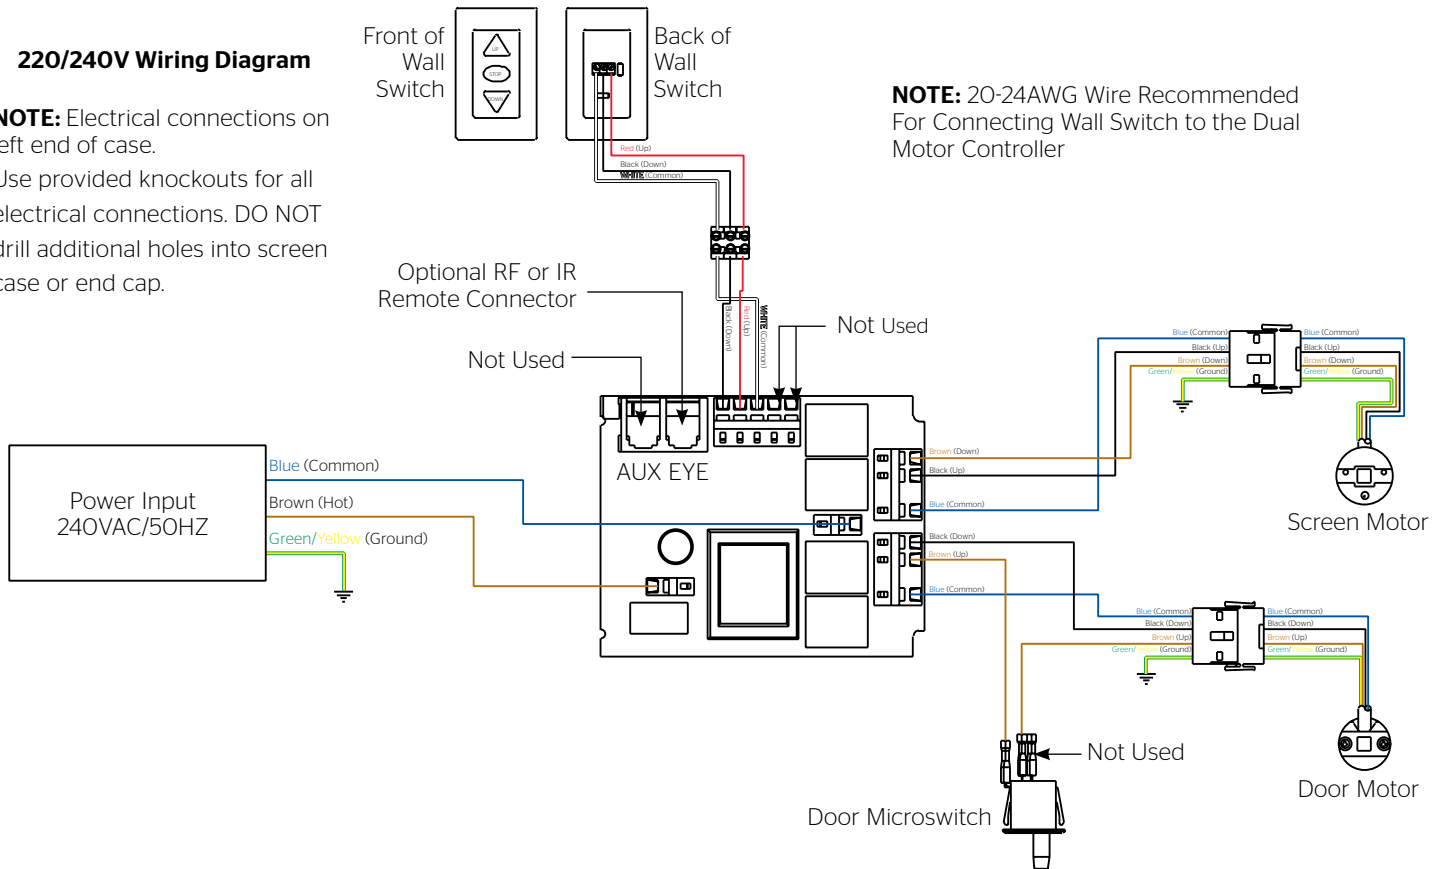 220/240V Wiring Diagram
NOTE: Electrical connections on
left end of case.
Use provided knockouts for all
electrical connections. DO NOT
drill additional holes into screen
case or end cap.
Front of
Wall
Switch
UP
STOP
DOWN
Back of
Wall
Switch
NOTE: 20-24AWG Wire Recommended
For Connecting Wall Switch to the Dual
Motor Controller
Red (Up)
Black (Down)
WHITE (Common)
Optional RF or IR
Remote Connector
Not Used
Black (Down)
Red (Up)
WHITE (Common)
Not Used
AUX EYE
Power Input
240VAC/50HZ
Blue (Common)
Brown (Hot)
Green/Yellow (Ground)
Brown (Down)
Black (Up)
Blue (Common)
Black (Down)
Brown (Up)
Blue (Common)
Blue (Common)
Black (Up)
Brown (Down)
Green/Yellow (Ground)
Blue (Common)
Black (Up)
Brown (Down)
Green/Yellow (Ground)
Screen Motor
Blue (Common)
Black (Down)
Brown (Up)
Green/Yellow (Ground)
Blue (Common)
Black (Down)
Brown (Up)
Green/Yellow (Ground)
Door Motor
Not Used
Door Microswitch